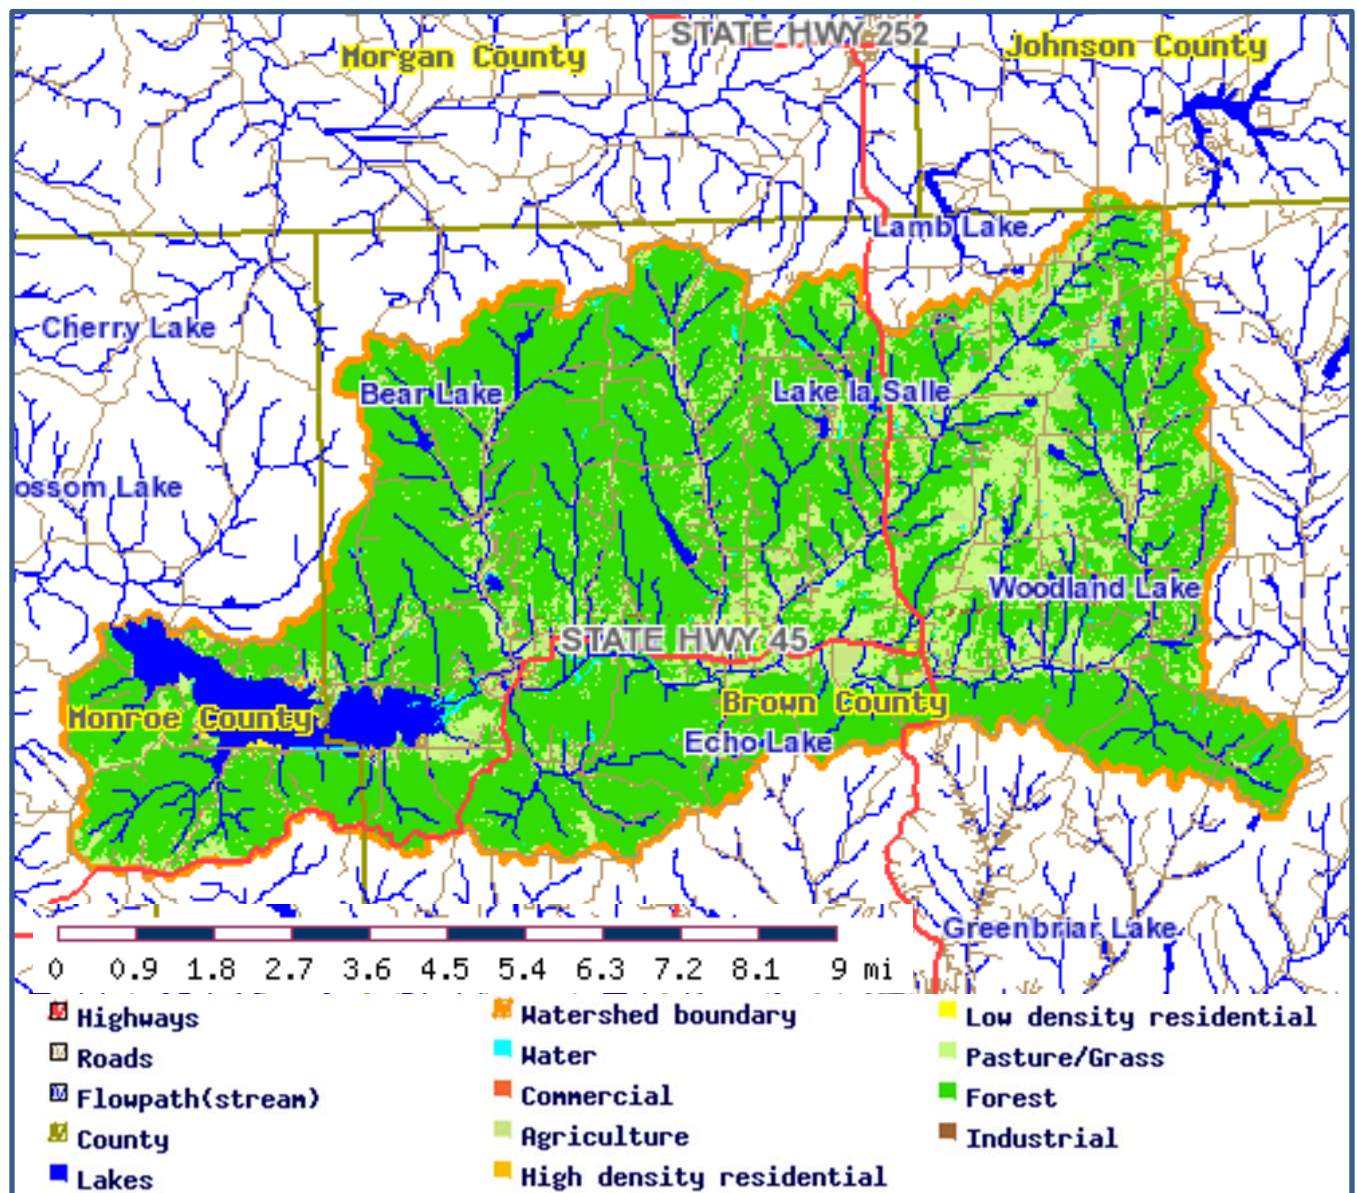 STATE HWY 252
Morgan County
Johnson County
Lamb Lake
Cherry Lake
Bear Lake
Lake la Salle
ossom Lake
Woodland Lake
STATE HWY 45
Monroe County
Brown County
Echo Lake
Greenbriar Lake
0 0.9 1.8 2.7 3.6 4.5 5.4 6.3 7.2 8.1 9 mi
Highways
Roads
Flowpath(stream)
County
Lakes
Watershed boundary
Water
Commercial
Agriculture
High density residential
Low density residential
Pasture/Grass
Forest
Industrial